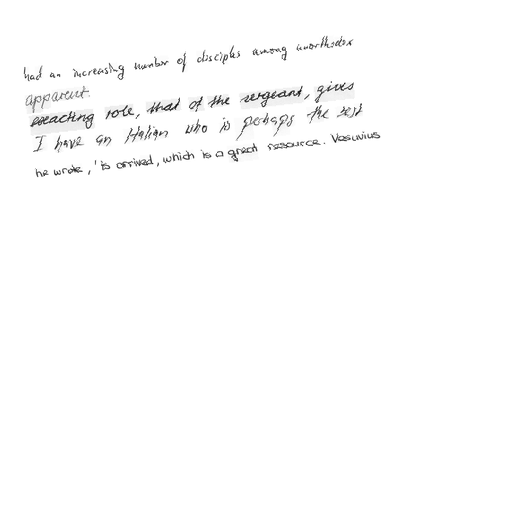 had an increasing number of disciples among unorthodox
apparent.
exacting role, that of the sergeant, gives
I have an Italian who is perhaps the best
he wrote, 'is arrived, which is a great resource. Vesuvius